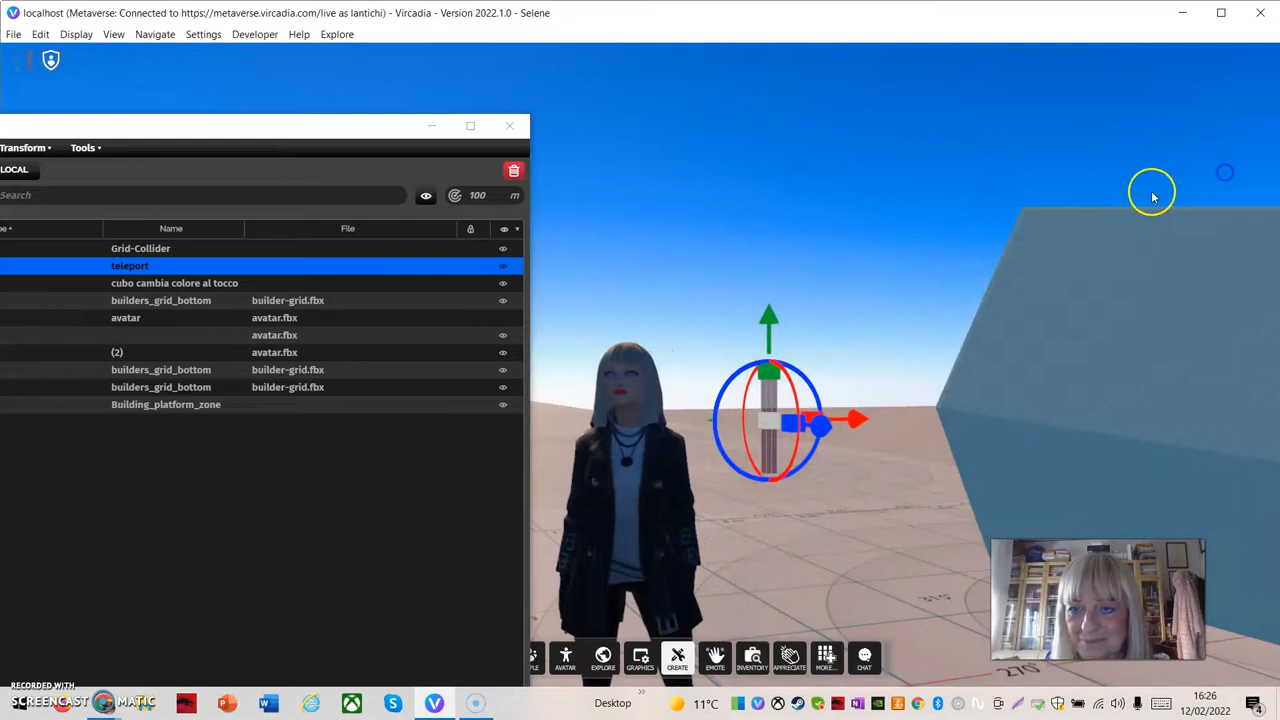 localhost (Metaverse: Connected to https://metaverse.vircadia.com/live as lantichi) - Vircadia - Version 2022.1.0 - Selene
File Edit Display View Navigate Settings Developer Help Explore
Transform Tools
LOCAL
Search 100 m
Name File
Grid-Collider
teleport
cubo cambia colore al tocco
builders_grid_bottom builder-grid.fbx
avatar avatar.fbx
avatar.fbx
(2) avatar.fbx
builders_grid_bottom builder-grid.fbx
builders_grid_bottom builder-grid.fbx
Building_platform_zone
315°
270°
AVATAR EXPLORE GRAPHICS CREATE EMOTE INVENTORY APPRECIATE MORE... CHAT
RECORDED WITH
SCREENCAST MATIC
Desktop 11°C 16:26
12/02/2022
4